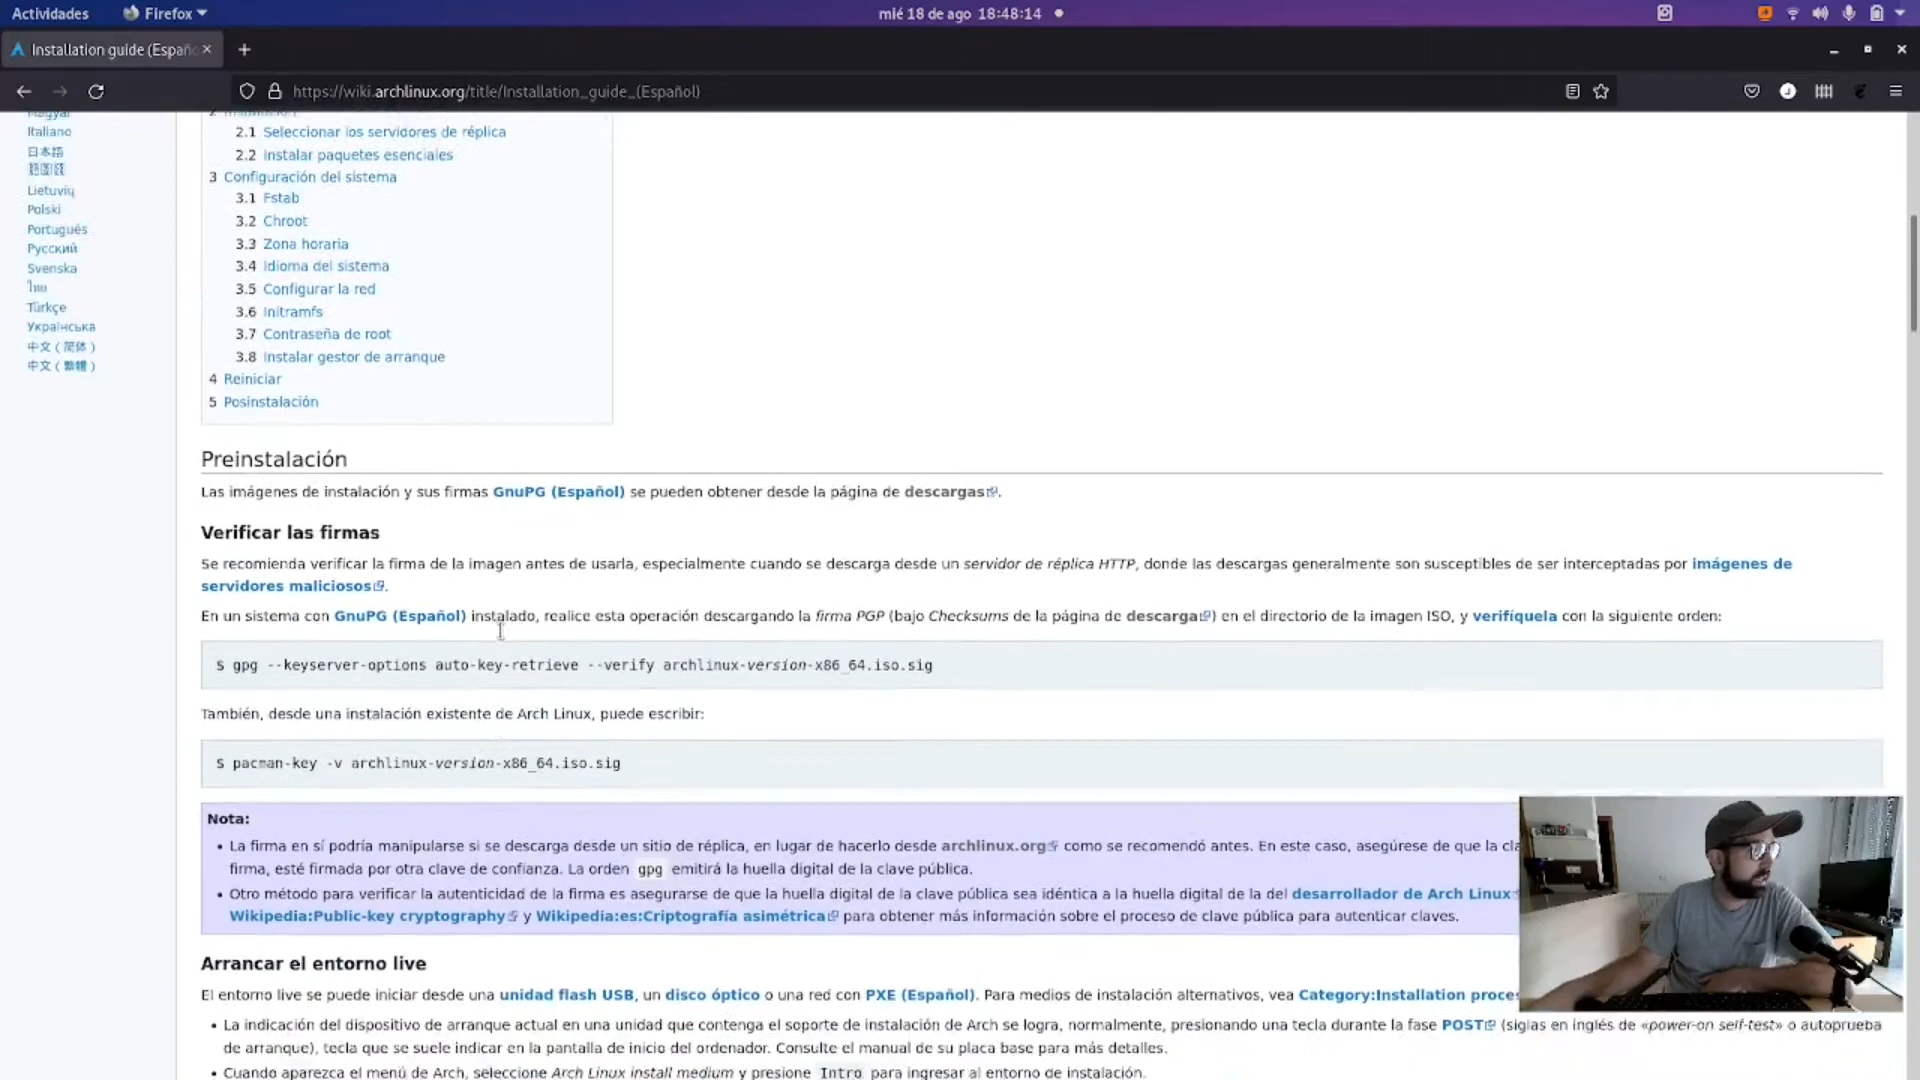 Actividades
Firefox
mié 18 de ago 18:48:14
Installation guide (Españo
https://wiki.archlinux.org/title/Installation_guide_(Español)
Magyar
Italiano
日本語
Lietuvių
Polski
Português
Русский
Svenska
ไทย
Türkçe
Українська
中文（简体）
中文（繁體）
2.1 Seleccionar los servidores de réplica
2.2 Instalar paquetes esenciales
3 Configuración del sistema
3.1 Fstab
3.2 Chroot
3.3 Zona horaria
3.4 Idioma del sistema
3.5 Configurar la red
3.6 Initramfs
3.7 Contraseña de root
3.8 Instalar gestor de arranque
4 Reiniciar
5 Posinstalación
Preinstalación
Las imágenes de instalación y sus firmas GnuPG (Español) se pueden obtener desde la página de descargas.
Verificar las firmas
Se recomienda verificar la firma de la imagen antes de usarla, especialmente cuando se descarga desde un servidor de réplica HTTP, donde las descargas generalmente son susceptibles de ser interceptadas por imágenes de
servidores maliciosos.
En un sistema con GnuPG (Español) instalado, realice esta operación descargando la firma PGP (bajo Checksums de la página de descarga) en el directorio de la imagen ISO, y verifíquela con la siguiente orden:
$ gpg --keyserver-options auto-key-retrieve --verify archlinux-version-x86_64.iso.sig
También, desde una instalación existente de Arch Linux, puede escribir:
$ pacman-key -v archlinux-version-x86_64.iso.sig
Nota:
• La firma en sí podría manipularse si se descarga desde un sitio de réplica, en lugar de hacerlo desde archlinux.org como se recomendó antes. En este caso, asegúrese de que la cla
firma, esté firmada por otra clave de confianza. La orden gpg emitirá la huella digital de la clave pública.
• Otro método para verificar la autenticidad de la firma es asegurarse de que la huella digital de la clave pública sea idéntica a la huella digital de la del desarrollador de Arch Linux
Wikipedia:Public-key cryptography y Wikipedia:es:Criptografía asimétrica para obtener más información sobre el proceso de clave pública para autenticar claves.
Arrancar el entorno live
El entorno live se puede iniciar desde una unidad flash USB, un disco óptico o una red con PXE (Español). Para medios de instalación alternativos, vea Category:Installation proces
• La indicación del dispositivo de arranque actual en una unidad que contenga el soporte de instalación de Arch se logra, normalmente, presionando una tecla durante la fase POST (siglas en inglés de «power-on self-test» o autoprueba
de arranque), tecla que se suele indicar en la pantalla de inicio del ordenador. Consulte el manual de su placa base para más detalles.
• Cuando aparezca el menú de Arch, seleccione Arch Linux install medium y presione Intro para ingresar al entorno de instalación.